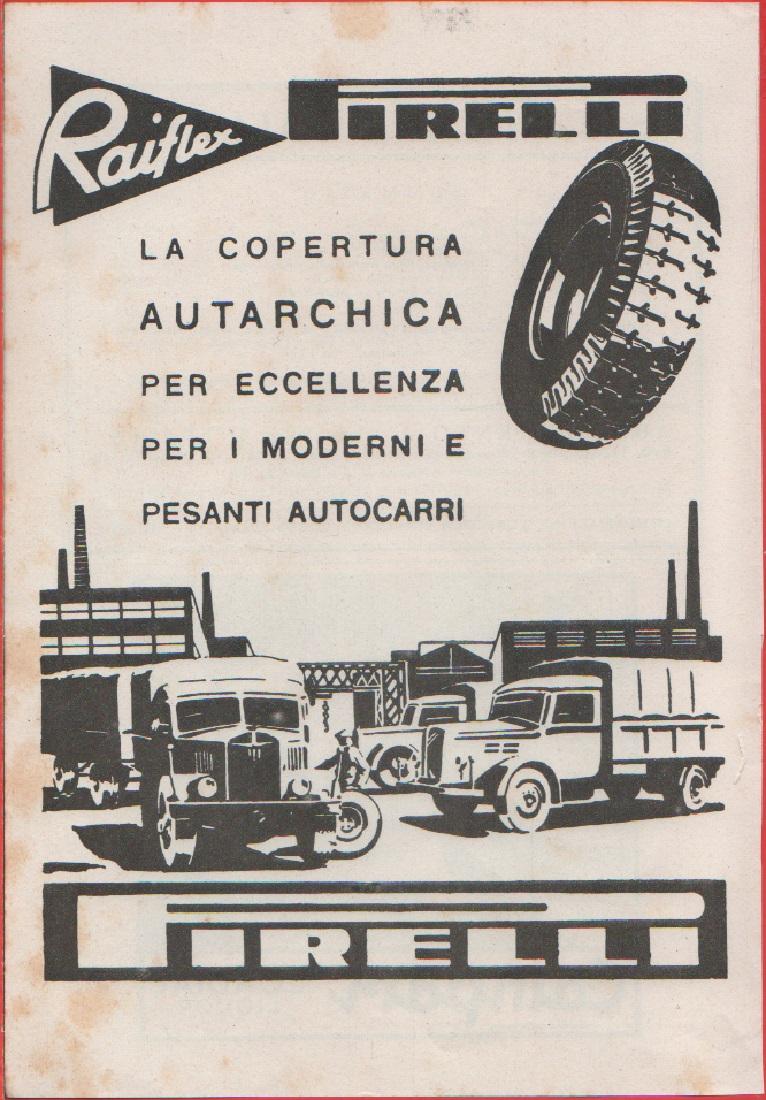 Raiflex
PIRELLI
LA COPERTURA
AUTARCHICA
PER ECCELLENZA
PER I MODERNI E
PESANTI AUTOCARRI
PIRELLI